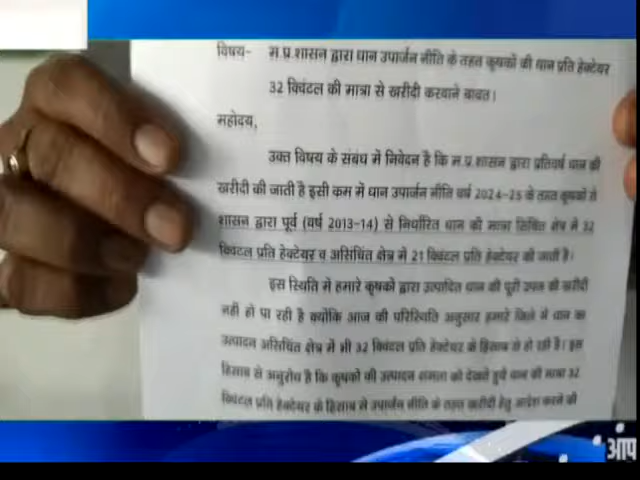 विषय- म.प्र.शासन द्वारा धान उपार्जन नीति के तहत कृषकों की धान प्रति हेक्टेयर
32 क्विंटल की मात्रा से खरीदी करवाने बाबत।
महोदय,
उक्त विषय के संबंध में निवेदन है कि म.प्र.शासन द्वारा प्रतिवर्ष धान की
खरीदी की जाती है इसी क्रम में धान उपार्जन नीति वर्ष 2024-25 के तहत कृषकों से
शासन द्वारा पूर्व (वर्ष 2013-14) से निर्धारित धान की मात्रा सिंचित क्षेत्र में 32
क्विंटल प्रति हेक्टेयर व असिंचित क्षेत्र में 21 क्विंटल प्रति हेक्टेयर की जाती है।
इस स्थिति में हमारे कृषकों द्वारा उत्पादित धान की पूरी उपज की खरीदी
नहीं हो पा रही है क्योंकि आज की परिस्थिति अनुसार हमारे जिले में धान का
उत्पादन असिंचित क्षेत्र में भी 32 क्विंटल प्रति हेक्टेयर के हिसाब से हो रही है। इस
हिसाब से अनुरोध है कि कृषकों की उत्पादन क्षमता को देखते हुये धान की मात्रा 32
क्विंटल प्रति हेक्टेयर के हिसाब से उपार्जन नीति के तहत खरीदी हेतु आदेश करने की
आप